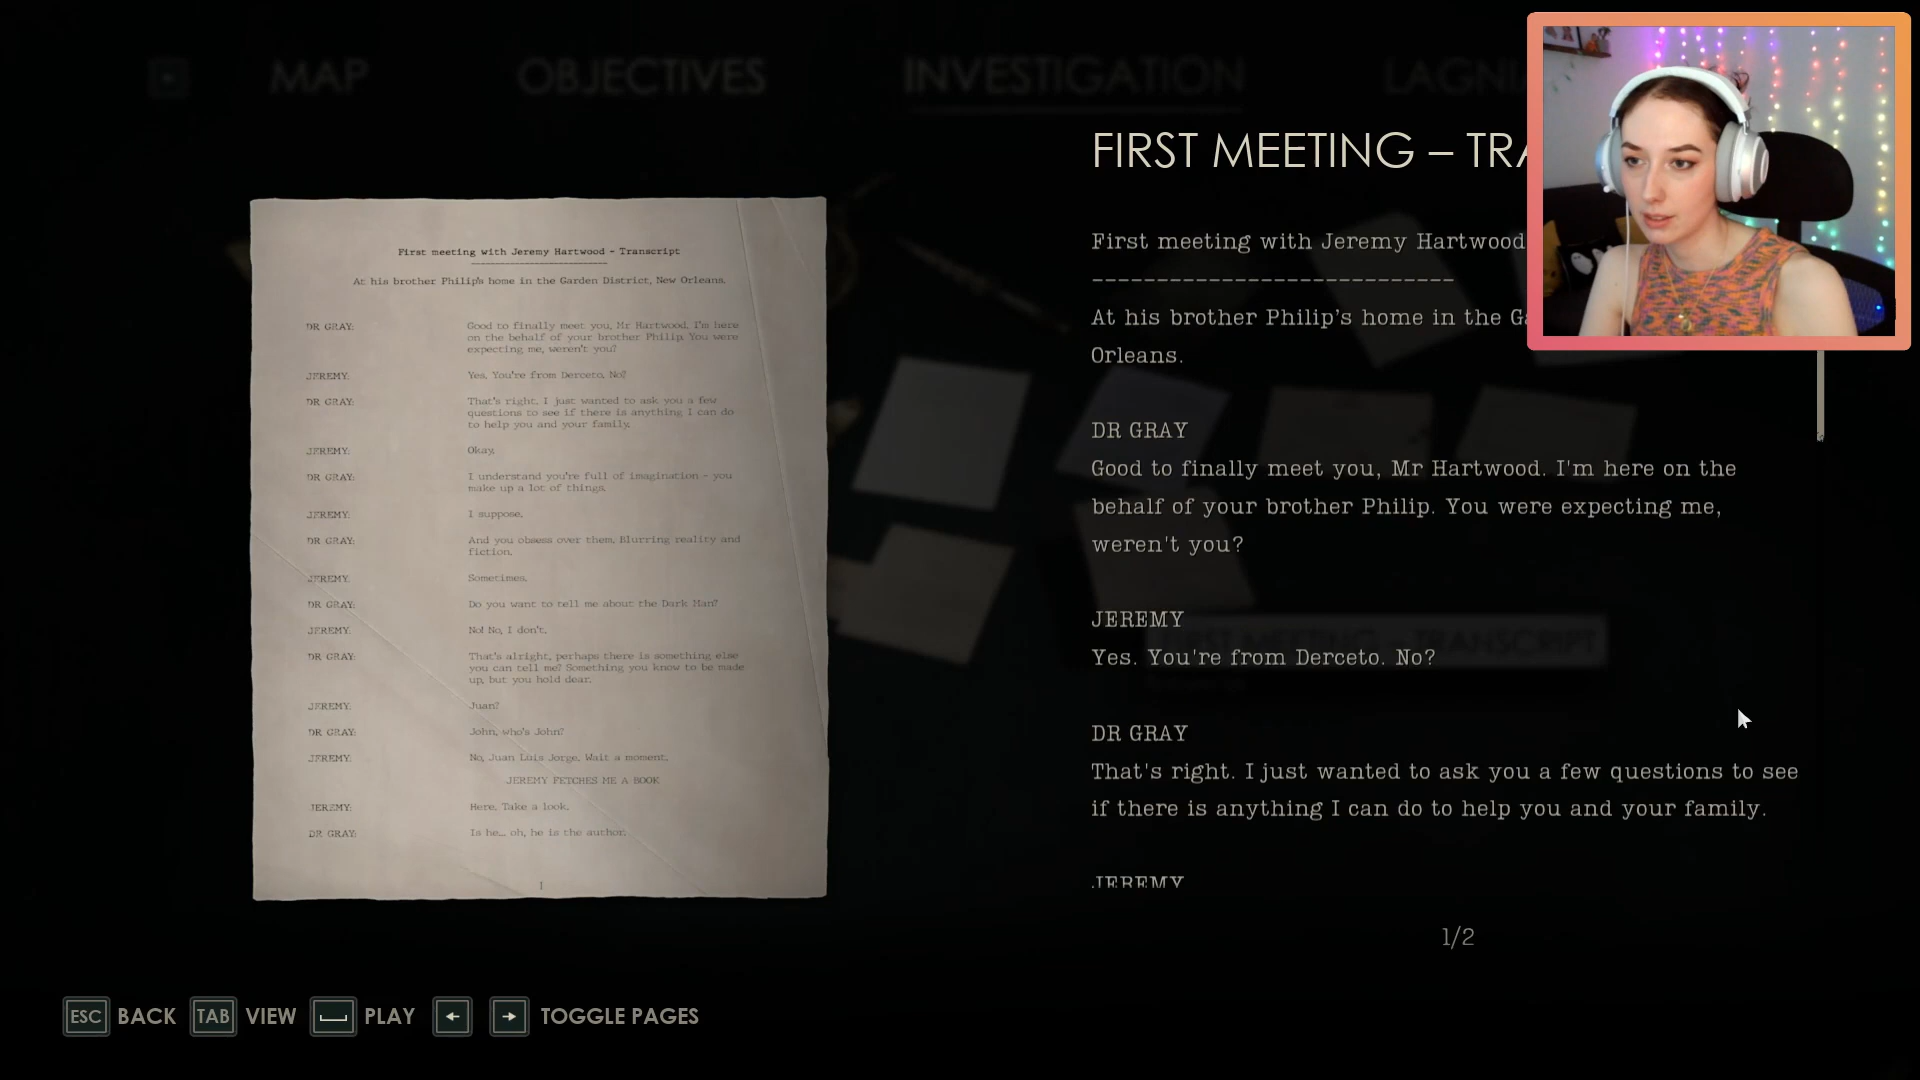 MAP
OBJECTIVES
INVESTIGATION
First meeting with Jeremy Hartwood - Transcript
At his brother Philip's home in the Garden District, New Orleans.
DR GRAY:
Good to finally meet you, Mr Hartwood. I'm here
on the behalf of your brother Philip. You were
expecting me, weren't you?
JEREMY:
Yes. You're from Derceto. No?
DR GRAY:
That's right. I just wanted to ask you a few
questions to see if there is anything I can do
to help you and your family.
JEREMY:
Okay.
DR GRAY:
I understand you're full of imagination - you
make up a lot of things.
JEREMY:
I suppose.
DR GRAY:
And you obsess over them. Blurring reality and
fiction.
JEREMY:
Sometimes.
DR GRAY:
Do you want to tell me about the Dark Man?
JEREMY:
No! No, I don't.
DR GRAY:
That's alright, perhaps there is something else
you can tell me? Something you know to be made
up, but you hold dear.
JEREMY:
Juan?
DR GRAY:
John, who's John?
JEREMY:
No, Juan Luis Jorge. Wait a moment.
JEREMY FETCHES ME A BOOK
JEREMY:
Here. Take a look.
DR GRAY:
Is he... oh, he is the author.
1
FIRST MEETING –
First meeting with Jeremy Hartwood
---------------------------
At his brother Philip's home in the
Orleans.
DR GRAY
Good to finally meet you, Mr Hartwood. I'm here on the
behalf of your brother Philip. You were expecting me,
weren't you?
JEREMY
Yes. You're from Derceto. No?
FIRST MEETING – TRANSCRIPT
DR GRAY
That's right. I just wanted to ask you a few questions to see
if there is anything I can do to help you and your family.
JEREMY
1/2
ESC BACK TAB VIEW PLAY ← → TOGGLE PAGES